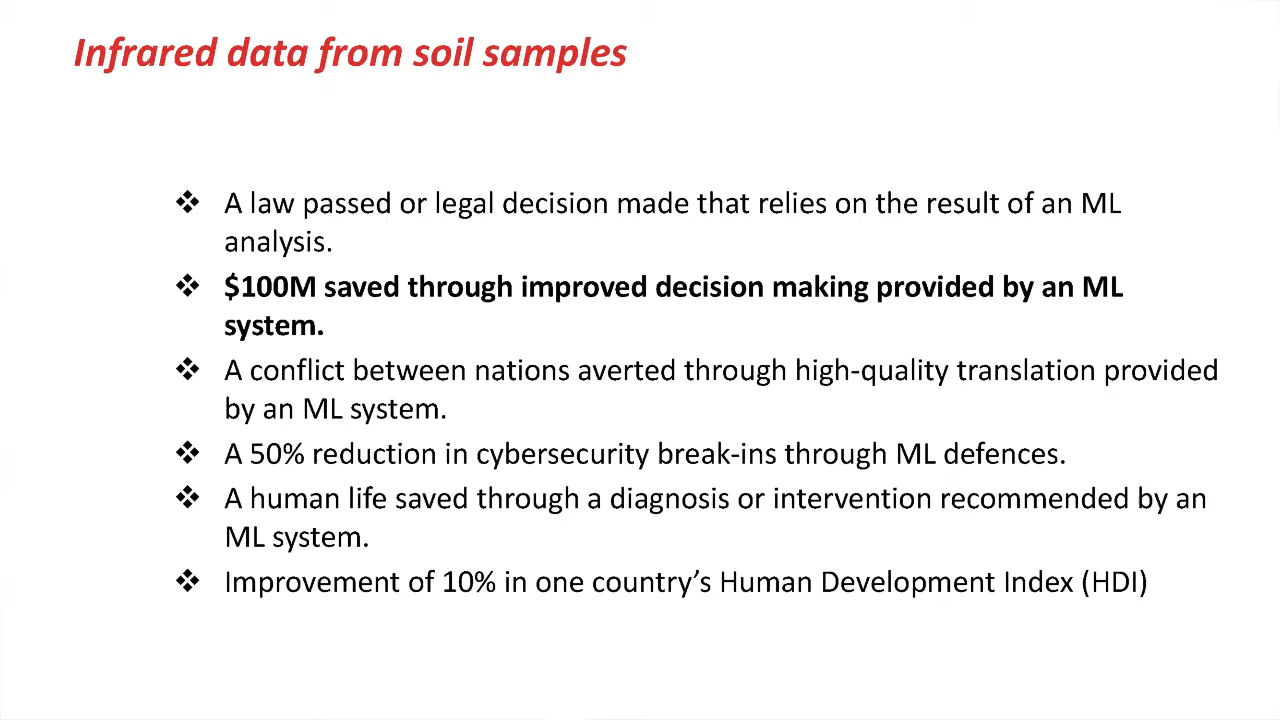 Infrared data from soil samples
❖ A law passed or legal decision made that relies on the result of an ML
analysis.
❖ $100M saved through improved decision making provided by an ML
system.
❖ A conflict between nations averted through high-quality translation provided
by an ML system.
❖ A 50% reduction in cybersecurity break-ins through ML defences.
❖ A human life saved through a diagnosis or intervention recommended by an
ML system.
❖ Improvement of 10% in one country’s Human Development Index (HDI)